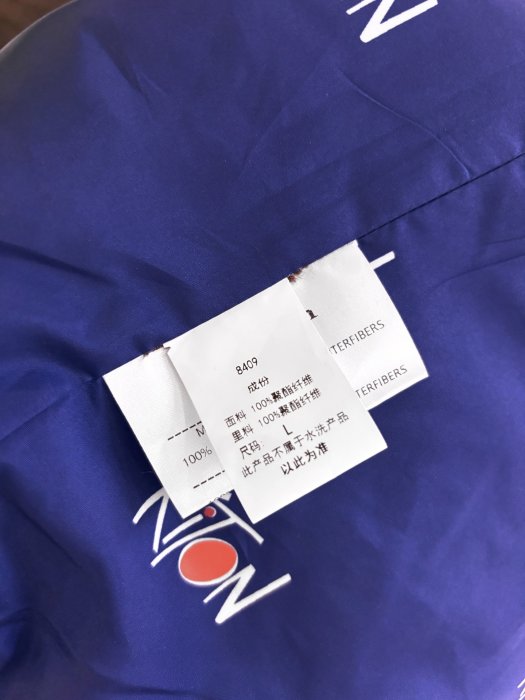 8409
成份
面料 100%聚酯纤维
里料 100%聚酯纤维
尺码 L
此产品不属于水洗产品
以此为准
TERFIBERS
TERFIBERS
M
100%
NiTON
N